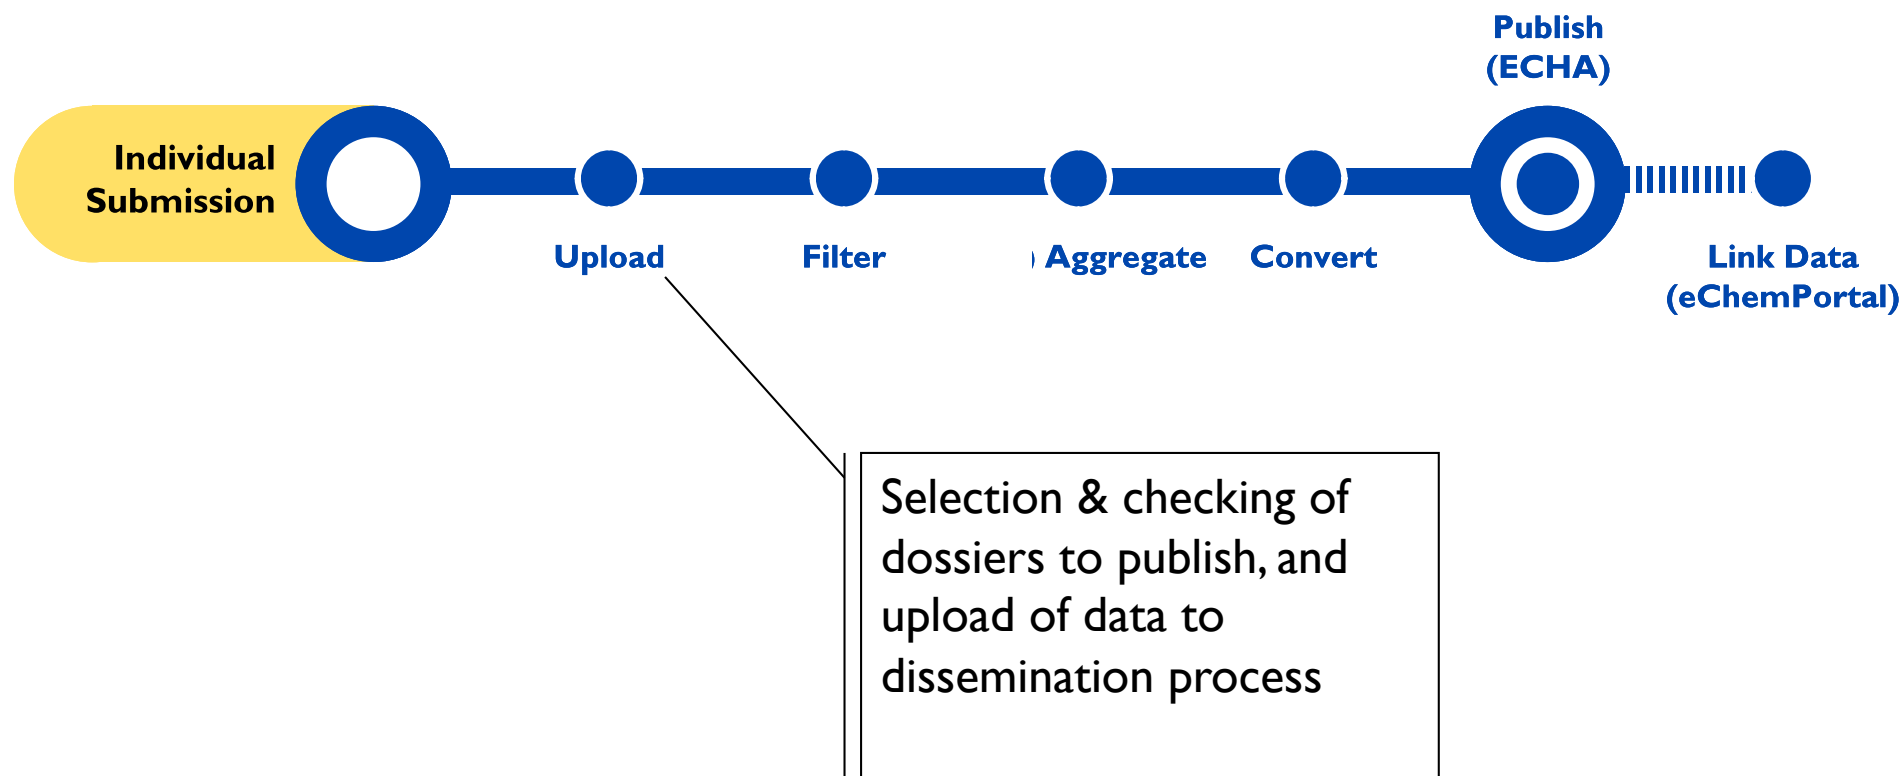 Publish
(ECHA)
Individual
Submission
Upload
Filter
) Aggregate
Convert
Link Data
(eChemPortal)
Selection & checking of
dossiers to publish, and
upload of data to
dissemination process